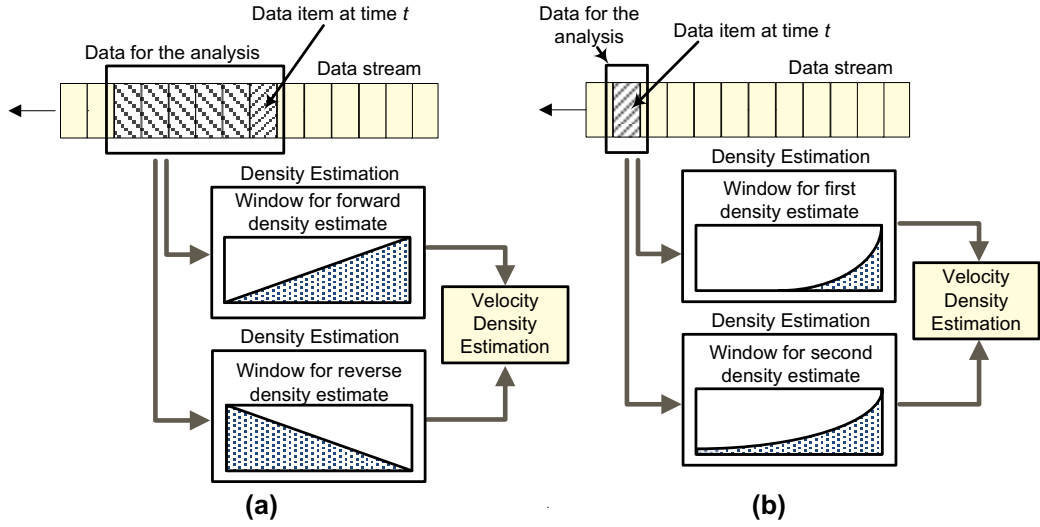 Data item at time t
Data for the analysis
Data stream
Density Estimation
Window for forward
density estimate
Velocity
Density
Estimation
Density Estimation
Window for reverse
density estimate
(a)
Data for the
analysis
Data item at time t
Data stream
Density Estimation
Window for first
density estimate
Velocity
Density
Estimation
Density Estimation
Window for second
density estimate
(b)